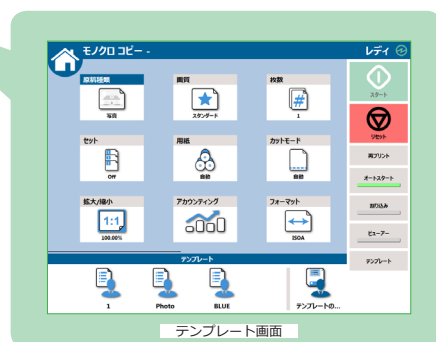 モノクロ コピー -
レディ
原稿種類
画質
枚数
スタート
写真
スタンダード
1
リセット
セット
用紙
カットモード
再プリント
オートスタート
Off
自動
自動
割り込み
拡大/縮小
アカウンティング
フォーマット
1:1
100.00%
ISOA
ビューアー
テンプレート
テンプレート
1
Photo
BLUE
テンプレートの...
テンプレート画面